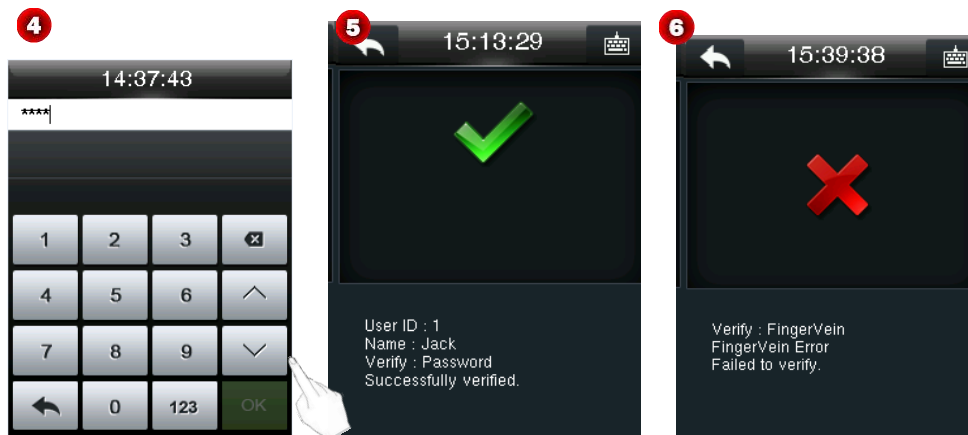 4
14:37:43
****
1 2 3
4 5 6
7 8 9
0 123 OK
5
15:13:29
User ID : 1
Name : Jack
Verify : Password
Successfully verified.
6
15:39:38
Verify : FingerVein
FingerVein Error
Failed to verify.